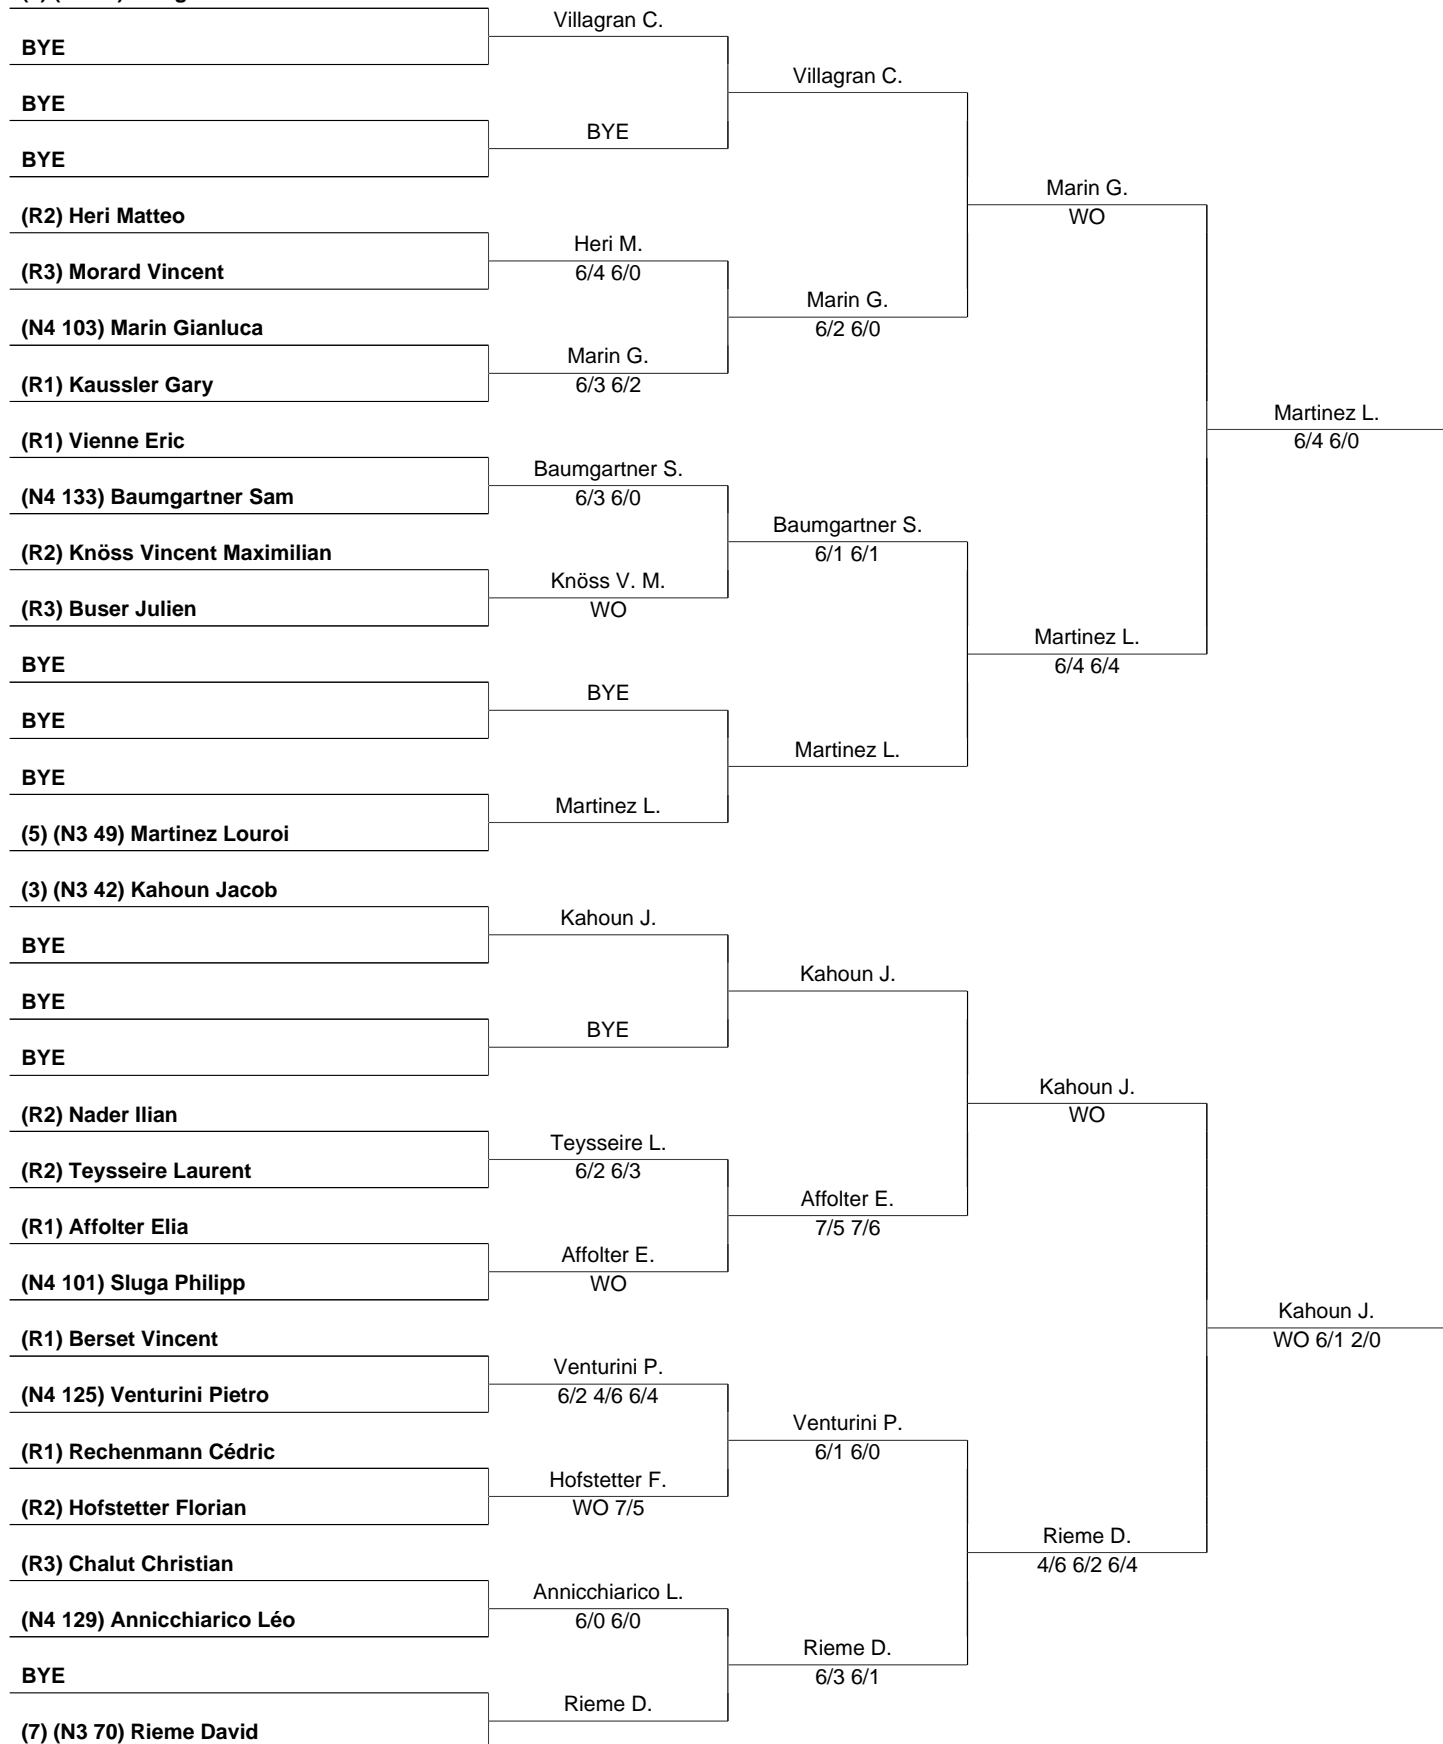 BYE
BYE
BYE
(R2) Heri Matteo
(R3) Morard Vincent
(N4 103) Marin Gianluca
(R1) Kaussler Gary
(R1) Vienne Eric
(N4 133) Baumgartner Sam
(R2) Knöss Vincent Maximilian
(R3) Buser Julien
BYE
BYE
BYE
(5) (N3 49) Martinez Louroi
(3) (N3 42) Kahoun Jacob
BYE
BYE
BYE
(R2) Nader Ilian
(R2) Teysseire Laurent
(R1) Affolter Elia
(N4 101) Sluga Philipp
(R1) Berset Vincent
(N4 125) Venturini Pietro
(R1) Rechenmann Cédric
(R2) Hofstetter Florian
(R3) Chalut Christian
(N4 129) Annicchiarico Léo
BYE
(7) (N3 70) Rieme David
Villagran C.
BYE
Heri M.
6/4 6/0
Marin G.
6/3 6/2
Baumgartner S.
6/3 6/0
Knöss V. M.
WO
BYE
Martinez L.
Kahoun J.
BYE
Teysseire L.
6/2 6/3
Affolter E.
WO
Venturini P.
6/2 4/6 6/4
Hofstetter F.
WO 7/5
Annicchiarico L.
6/0 6/0
Rieme D.
Villagran C.
Marin G.
6/2 6/0
Baumgartner S.
6/1 6/1
Martinez L.
Kahoun J.
Affolter E.
7/5 7/6
Venturini P.
6/1 6/0
Rieme D.
6/3 6/1
Marin G.
WO
Martinez L.
6/4 6/4
Kahoun J.
WO
Rieme D.
4/6 6/2 6/4
Martinez L.
6/4 6/0
Kahoun J.
WO 6/1 2/0